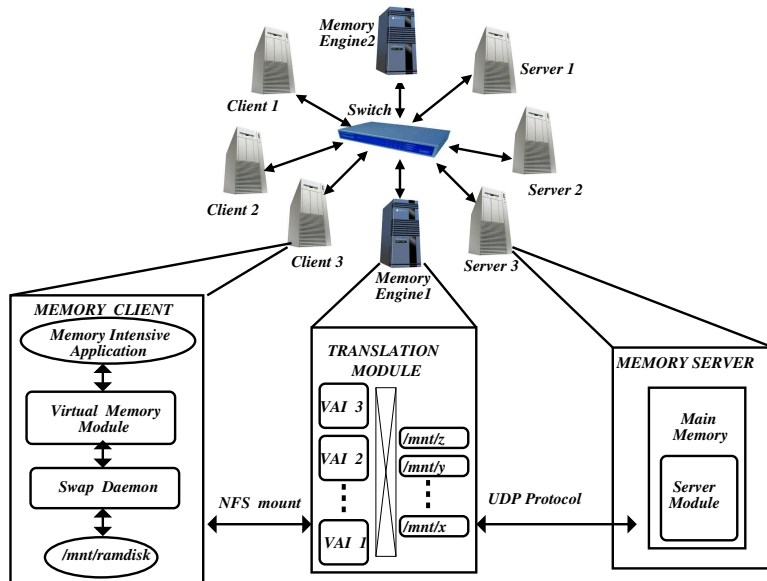 Memory
Engine2
Server 1
Client 1
Switch
Client 2
Server 2
Client 3
Server 3
Memory
Engine1
MEMORY CLIENT
Memory Intensive
Application
Virtual Memory
Module
Swap Daemon
/mnt/ramdisk
NFS mount
TRANSLATION
MODULE
VAI 3
VAI 2
VAI 1
/mnt/z
/mnt/y
/mnt/x
UDP Protocol
MEMORY SERVER
Main
Memory
Server
Module